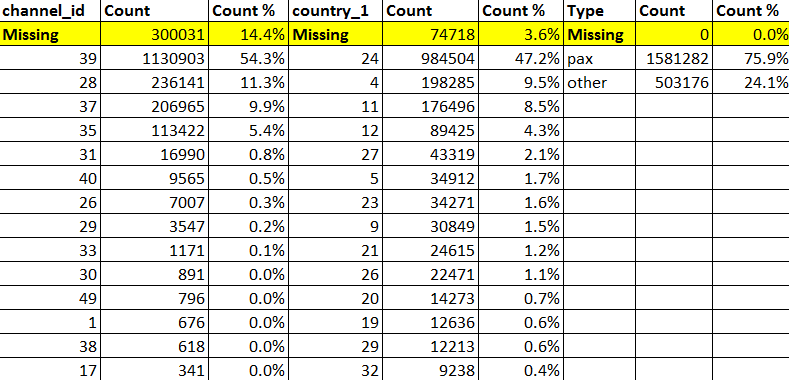 channel_id Count Count % country_1 Count Count % Type Count Count %
Missing 300031 14.4% Missing 74718 3.6% Missing 0 0.0%
39 1130903 54.3% 24 984504 47.2% pax 1581282 75.9%
28 236141 11.3% 4 198285 9.5% other 503176 24.1%
37 206965 9.9% 11 176496 8.5%
35 113422 5.4% 12 89425 4.3%
31 16990 0.8% 27 43319 2.1%
40 9565 0.5% 5 34912 1.7%
26 7007 0.3% 23 34271 1.6%
29 3547 0.2% 9 30849 1.5%
33 1171 0.1% 21 24615 1.2%
30 891 0.0% 26 22471 1.1%
49 796 0.0% 20 14273 0.7%
1 676 0.0% 19 12636 0.6%
38 618 0.0% 29 12213 0.6%
17 341 0.0% 32 9238 0.4%